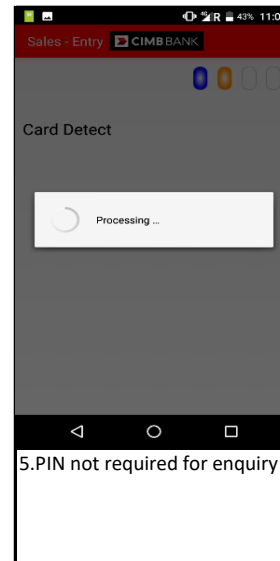 R 43% 11:0
Sales - Entry CIMB BANK
Card Detect
Processing ...
5.PIN not required for enquiry